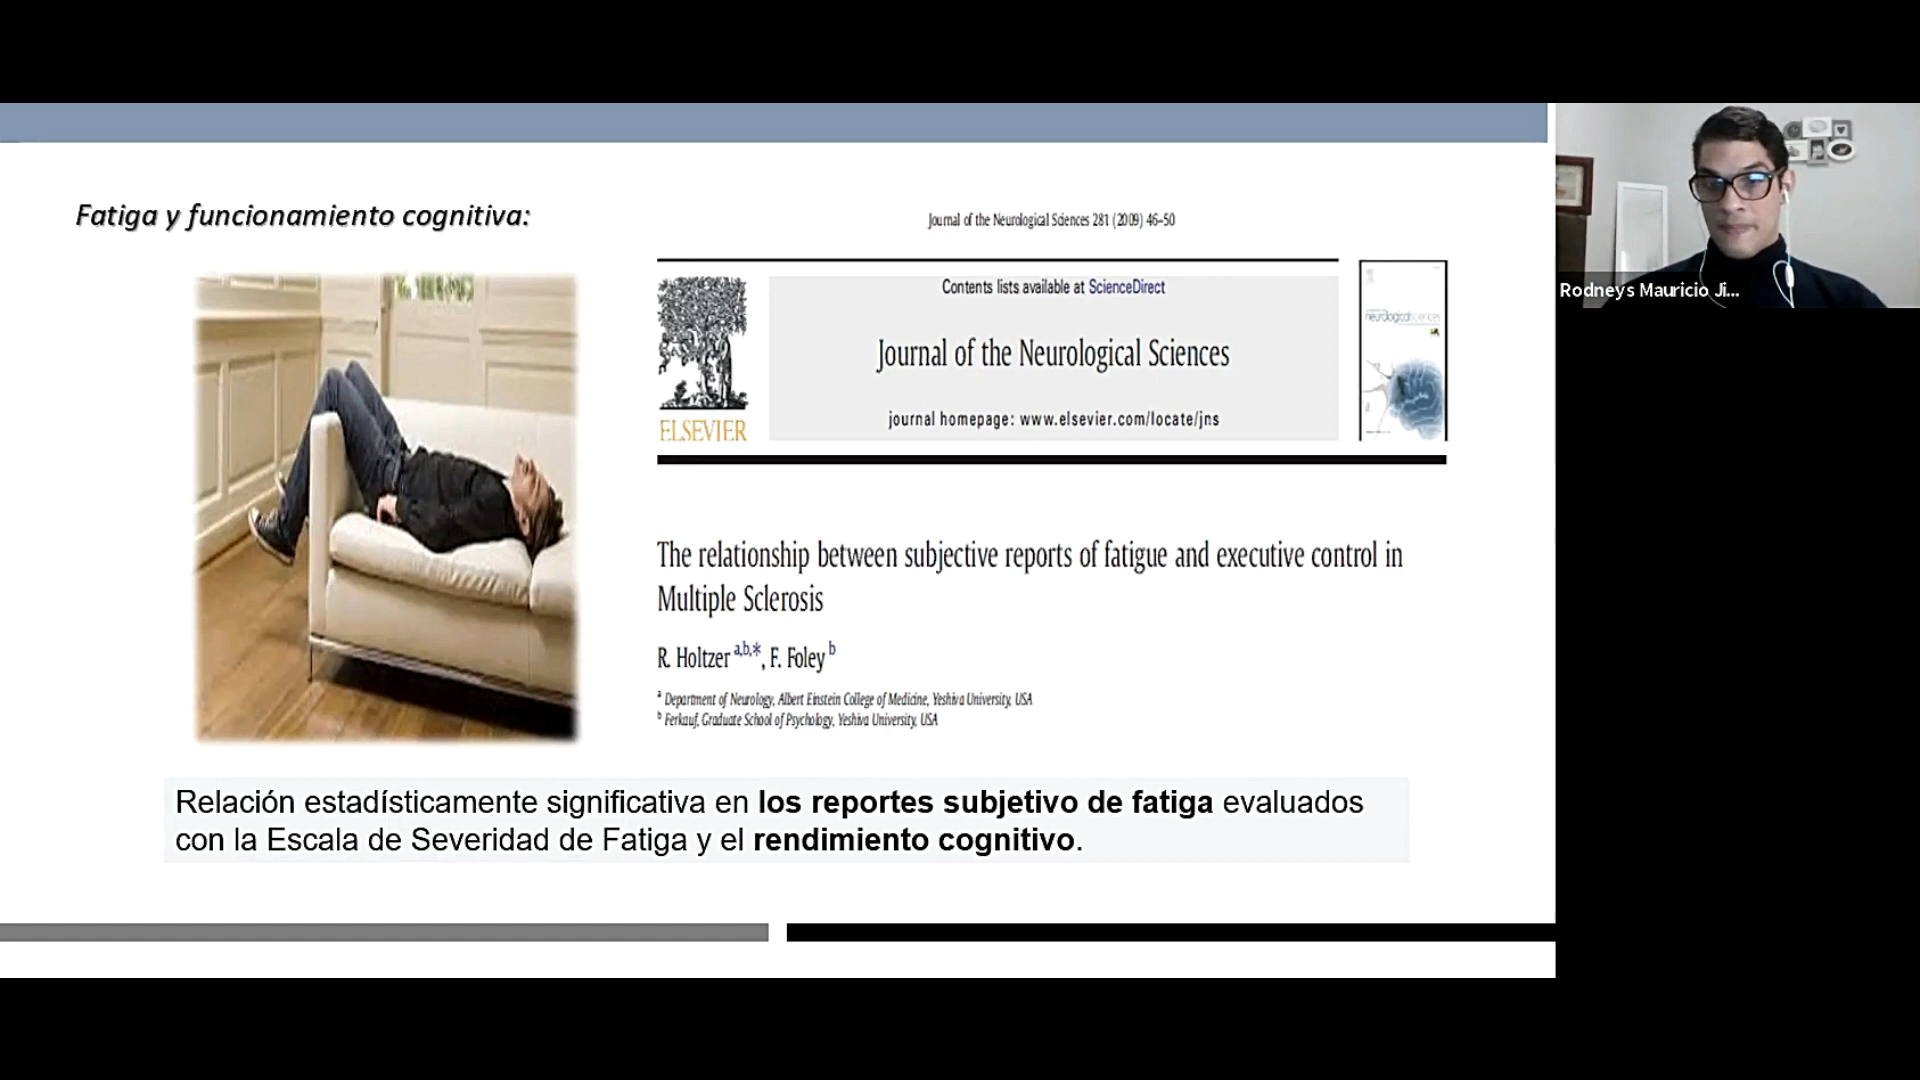 Fatiga y funcionamiento cognitiva:
Journal of the Neurological Sciences 281 (2009) 46–50
Contents lists available at ScienceDirect
Journal of the Neurological Sciences
journal homepage: www.elsevier.com/locate/jns
ELSEVIER
neurologicalsciences
The relationship between subjective reports of fatigue and executive control in
Multiple Sclerosis
R. Holtzer a,b,*, F. Foley b
a Department of Neurology, Albert Einstein College of Medicine, Yeshiva University, USA
b Ferkauf, Graduate School of Psychology, Yeshiva University, USA
Relación estadísticamente significativa en los reportes subjetivo de fatiga evaluados
con la Escala de Severidad de Fatiga y el rendimiento cognitivo.
Rodneys Mauricio Ji...